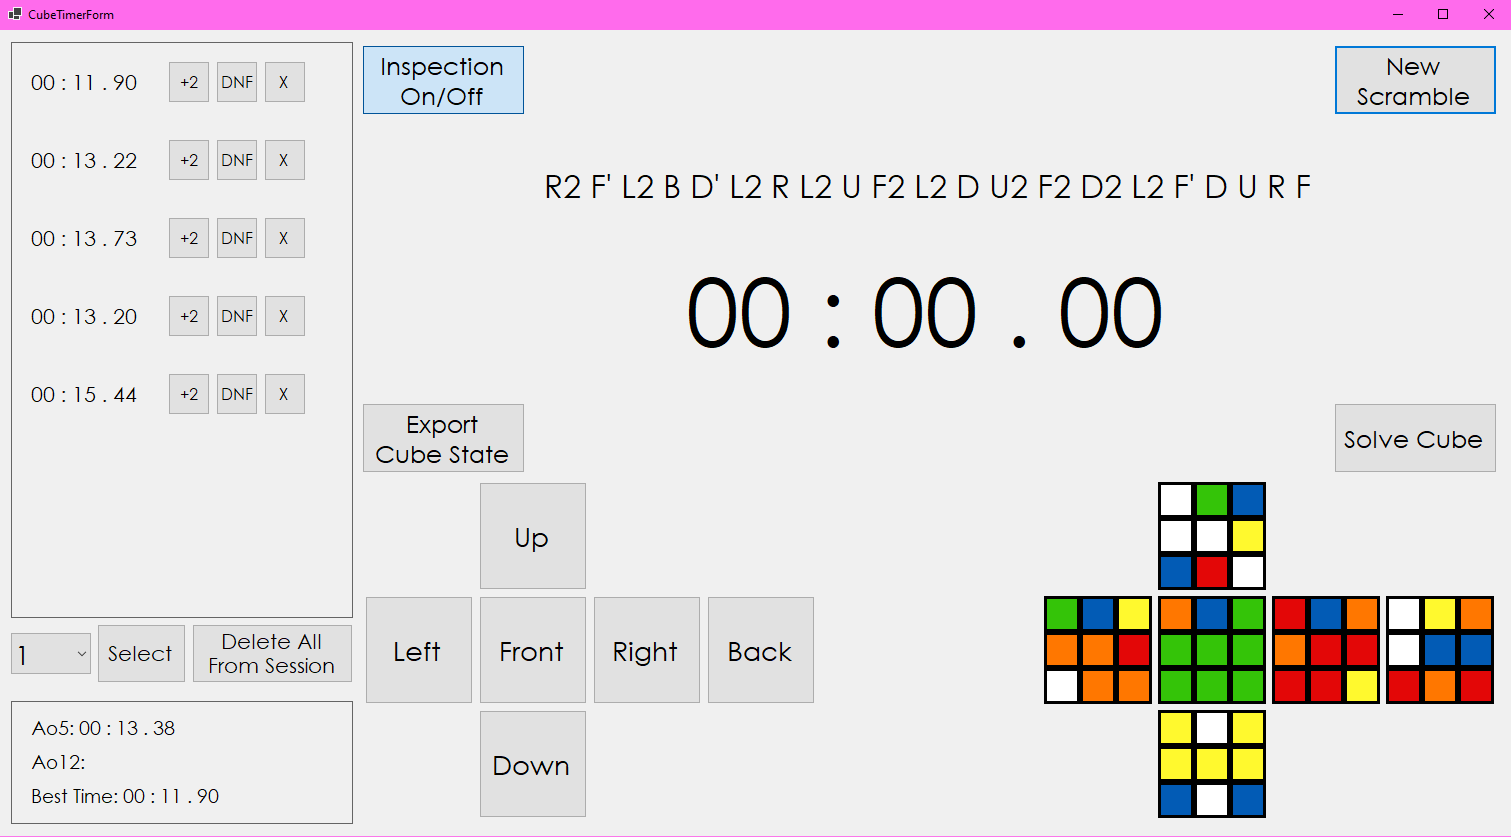 CubeTimerForm
00 : 11 . 90 +2 DNF X
00 : 13 . 22 +2 DNF X
00 : 13 . 73 +2 DNF X
00 : 13 . 20 +2 DNF X
00 : 15 . 44 +2 DNF X
1
Select
Delete All
From Session
Ao5: 00 : 13 . 38
Ao12:
Best Time: 00 : 11 . 90
Inspection
On/Off
New
Scramble
R2 F' L2 B D' L2 R L2 U F2 L2 D U2 F2 D2 L2 F' D U R F
00 : 00 . 00
Export
Cube State
Solve Cube
Up
Left
Front
Right
Back
Down